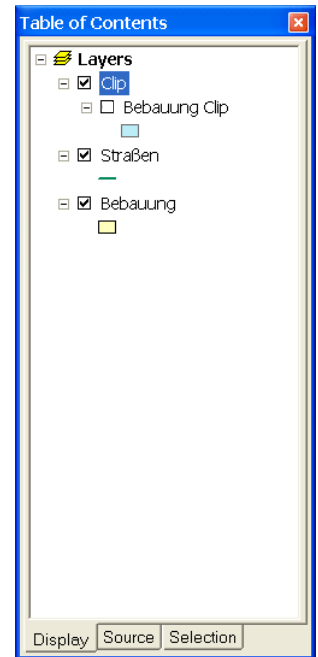 Table of Contents
Layers
Clip
Bebauung Clip
Straßen
Bebauung
Display Source Selection